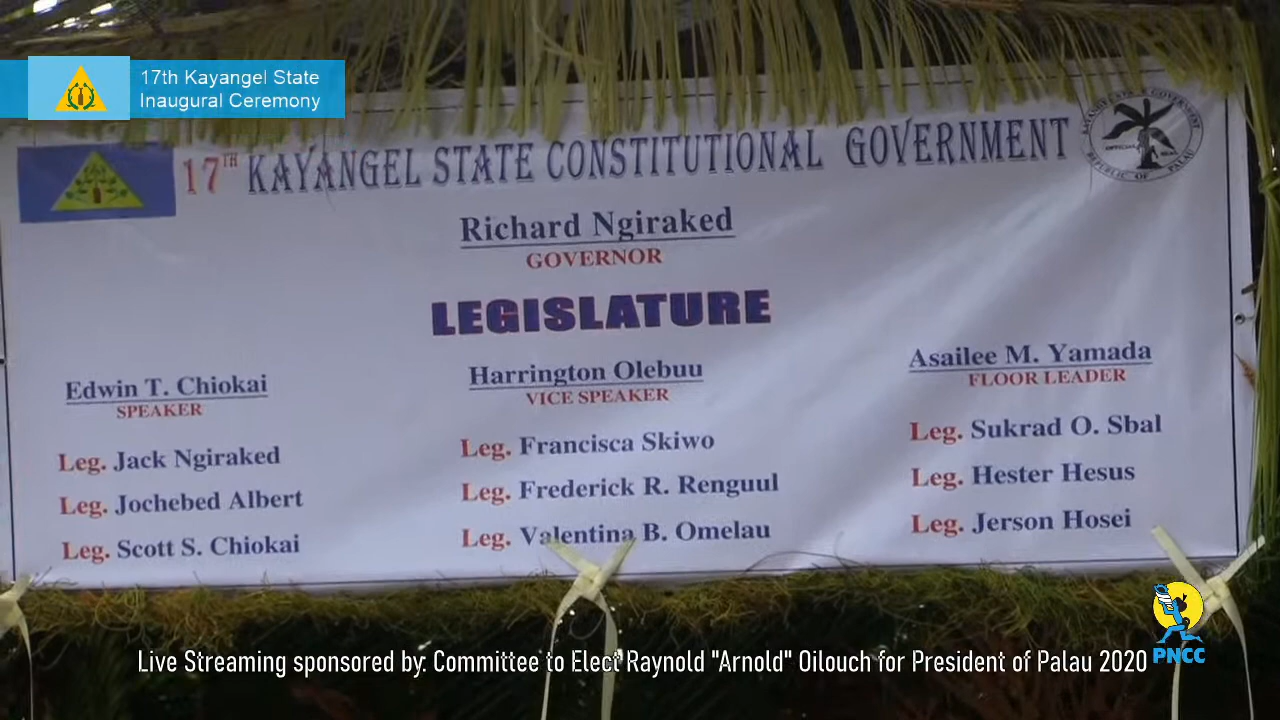 17th Kayangel State
Inaugural Ceremony
17TH KAYANGEL STATE CONSTITUTIONAL GOVERNMENT
Richard Ngiraked
GOVERNOR
LEGISLATURE
Edwin T. Chiokai
SPEAKER
Leg. Jack Ngiraked
Leg. Jochebed Albert
Leg. Scott S. Chiokai
Harrington Olebuu
VICE SPEAKER
Leg. Francisca Skiwo
Leg. Frederick R. Renguul
Leg. Valentina B. Omelau
Asailee M. Yamada
FLOOR LEADER
Leg. Sukrad O. Sbal
Leg. Hester Hesus
Leg. Jerson Hosei
REPUBLIC OF PALAU
Live Streaming sponsored by: Committee to Elect Raynold "Arnold" Oilouch for President of Palau 2020
PNCC